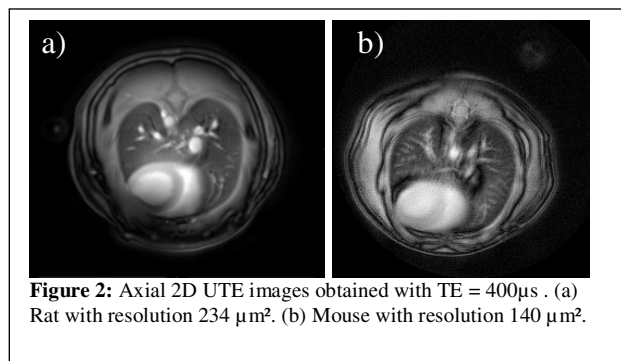 a)
b)
Figure 2: Axial 2D UTE images obtained with TE = 400µs . (a)
Rat with resolution 234 µm². (b) Mouse with resolution 140 µm².